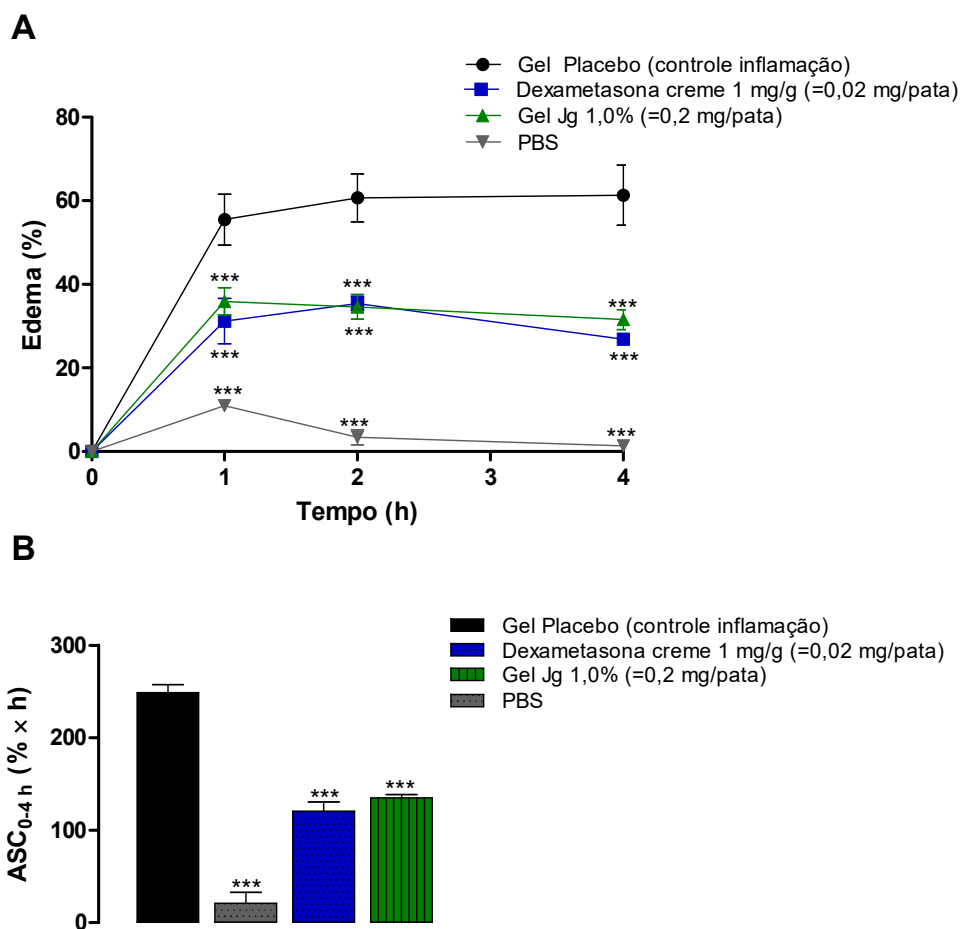 A
Gel  Placebo (controle inflamação)
Dexametasona creme 1 mg/g (=0,02 mg/pata)
Gel Jg 1,0% (=0,2 mg/pata)
PBS
80
60
40
20
0
Edema (%)
***
***
***
***
***
***
***
***
***
0
1
2
3
4
Tempo (h)
B
Gel Placebo (controle inflamação)
Dexametasona creme 1 mg/g (=0,02 mg/pata)
Gel Jg 1,0% (=0,2 mg/pata)
PBS
300
200
100
0
ASC0-4 h (% × h)
***
***
***